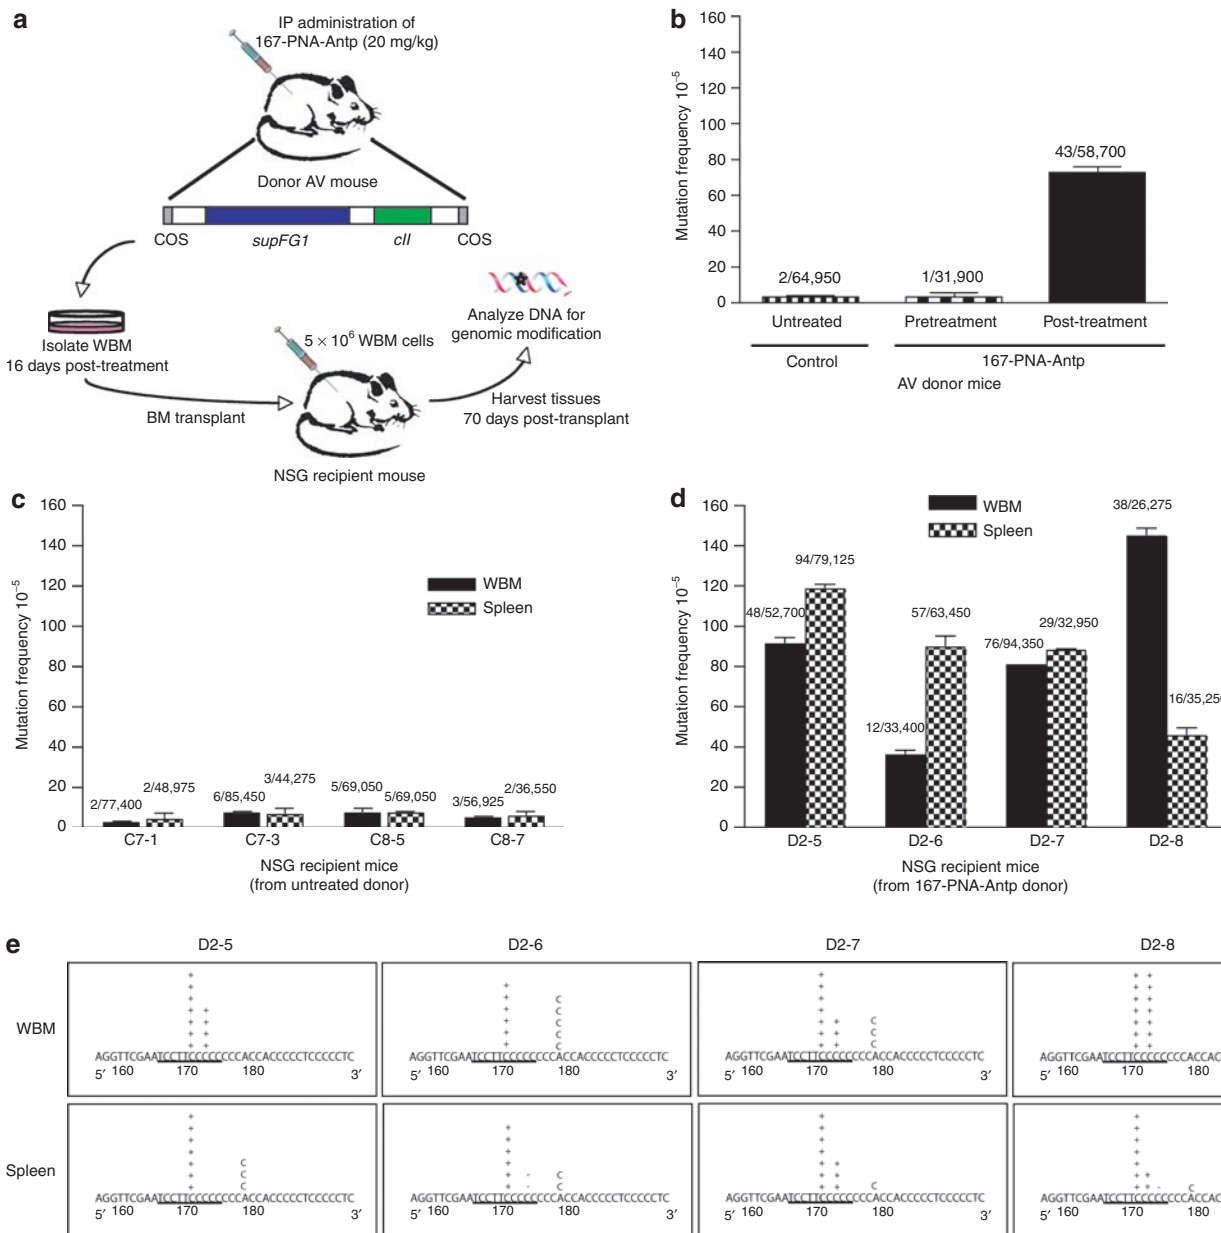 a
IP administration of
167-PNA-Antp (20 mg/kg)
Donor AV mouse
COS
supFG1
cII
COS
Isolate WBM
16 days post-treatment
BM transplant
5 × 10⁶ WBM cells
NSG recipient mouse
Analyze DNA for
genomic modification
Harvest tissues
70 days post-transplant
b
Mutation frequency 10⁻⁵
160
140
120
100
80
60
40
20
0
2/64,950
1/31,900
43/58,700
Untreated
Pretreatment
Post-treatment
Control
167-PNA-Antp
AV donor mice
c
Mutation frequency 10⁻⁵
160
140
120
100
80
60
40
20
0
WBM
Spleen
2/77,400
2/48,975
6/85,450
3/44,275
5/69,050
5/69,050
3/56,925
2/36,550
C7-1
C7-3
C8-5
C8-7
NSG recipient mice
(from untreated donor)
d
Mutation frequency 10⁻⁵
160
140
120
100
80
60
40
20
0
WBM
Spleen
48/52,700
94/79,125
12/33,400
57/63,450
76/94,350
29/32,950
38/26,275
16/35,250
D2-5
D2-6
D2-7
D2-8
NSG recipient mice
(from 167-PNA-Antp donor)
e
D2-5
D2-6
D2-7
D2-8
WBM
AGGTTCGAATCCTTCCCCCCCCACCACCCCCTCCCCCTC
5′ 160 170 180 3′
C
C
C
C
C
AGGTTCGAATCCTTCCCCCCCCACCACCCCCTCCCCCTC
5′ 160 170 180 3′
C
C
C
AGGTTCGAATCCTTCCCCCCCCACCACCCCCTCCCCCTC
5′ 160 170 180 3′
AGGTTCGAATCCTTCCCCCCCCACCAC
5′ 160 170 180
Spleen
C
C
C
AGGTTCGAATCCTTCCCCCCCCACCACCCCCTCCCCCTC
5′ 160 170 180 3′
C
C
AGGTTCGAATCCTTCCCCCCCCACCACCCCCTCCCCCTC
5′ 160 170 180 3′
C
AGGTTCGAATCCTTCCCCCCCCACCACCCCCTCCCCCTC
5′ 160 170 180 3′
C
AGGTTCGAATCCTTCCCCCCCCACCAC
5′ 160 170 180